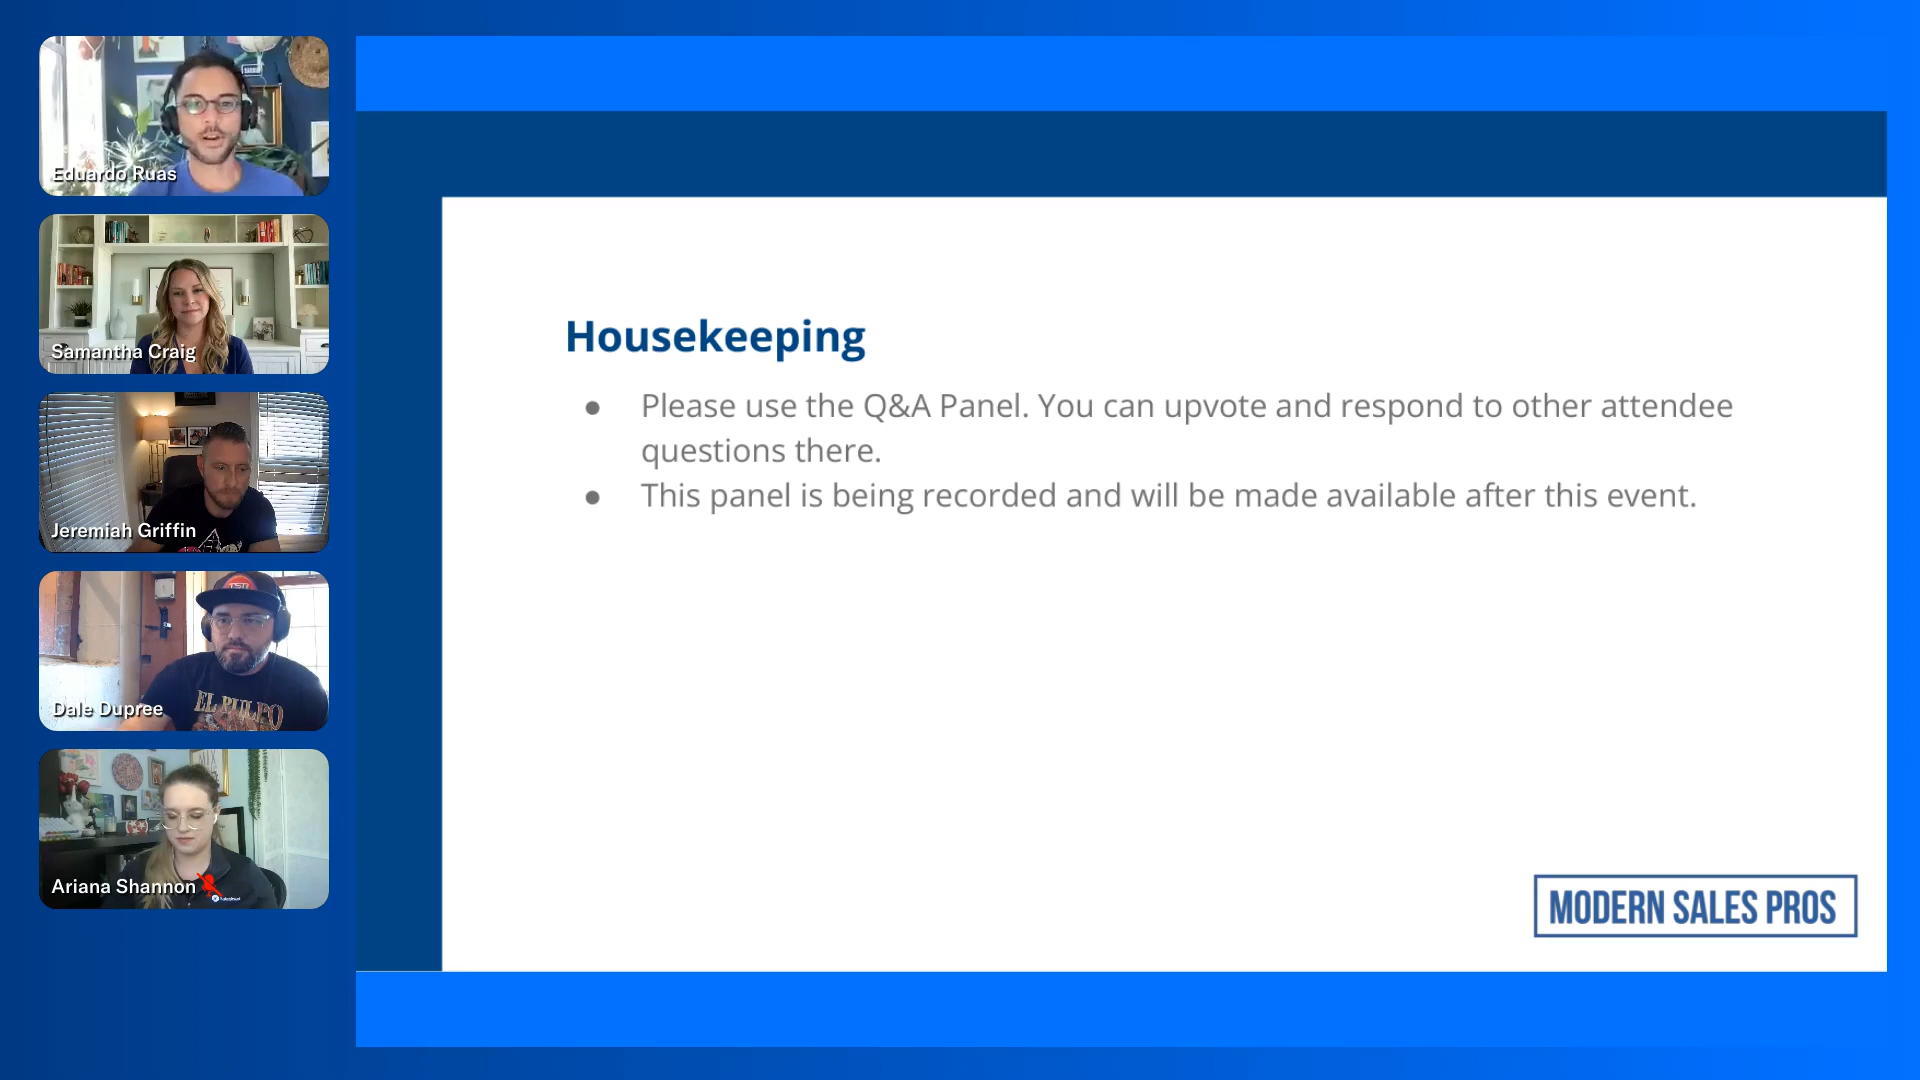 Eduardo Ruas
Samantha Craig
Jeremiah Griffin
EL PULPO
Dale Dupree
Ariana Shannon
Housekeeping
● Please use the Q&A Panel. You can upvote and respond to other attendee
questions there.
● This panel is being recorded and will be made available after this event.
MODERN SALES PROS